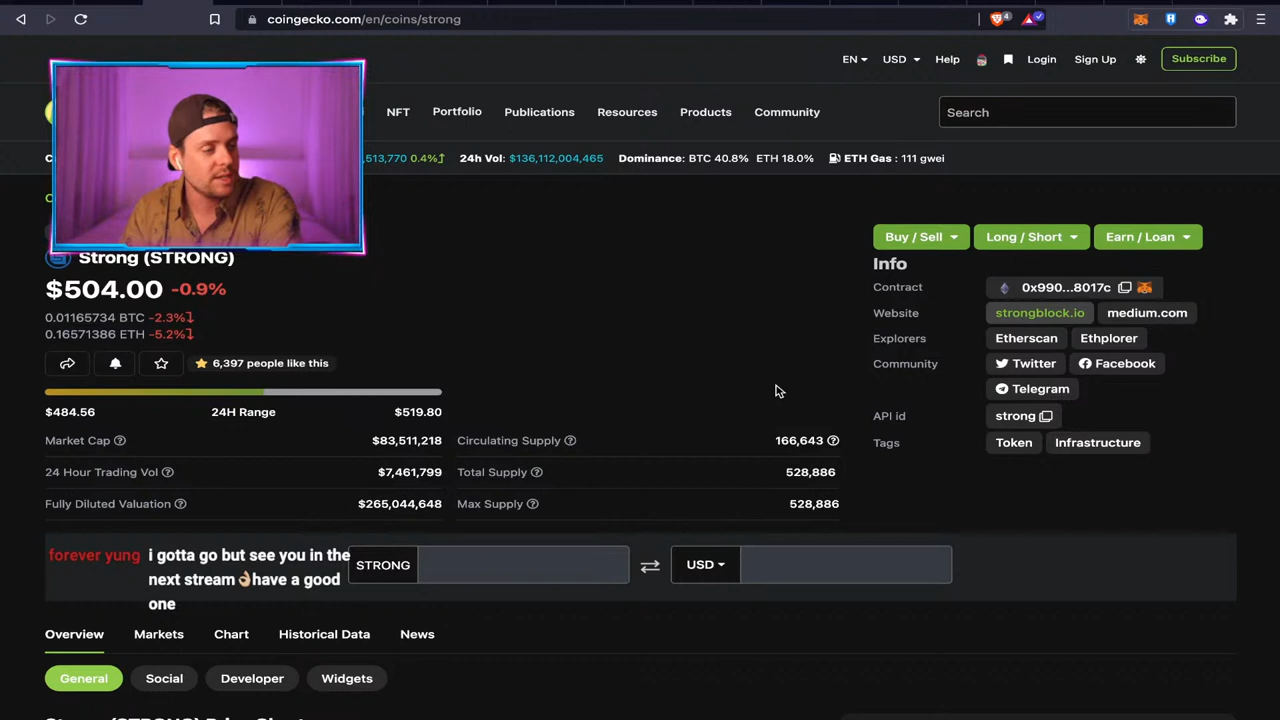 coingecko.com/en/coins/strong
4
EN USD Help Login Sign Up Subscribe
NFT Portfolio Publications Resources Products Community Search
,513,770 0.4% 24h Vol: $136,112,004,465 Dominance: BTC 40.8% ETH 18.0% ETH Gas : 111 gwei
Buy / Sell Long / Short Earn / Loan
Strong (STRONG)
$504.00 -0.9%
0.01165734 BTC -2.3%
0.16571386 ETH -5.2%
6,397 people like this
$484.56 24H Range $519.80
Market Cap $83,511,218
24 Hour Trading Vol $7,461,799
Fully Diluted Valuation $265,044,648
Circulating Supply 166,643
Total Supply 528,886
Max Supply 528,886
Info
Contract 0x990...8017c
Website strongblock.io medium.com
Explorers Etherscan Ethplorer
Community Twitter Facebook
Telegram
API id strong
Tags Token Infrastructure
forever yung i gotta go but see you in the
next stream👌🏼have a good
one
STRONG USD
Overview Markets Chart Historical Data News
General Social Developer Widgets